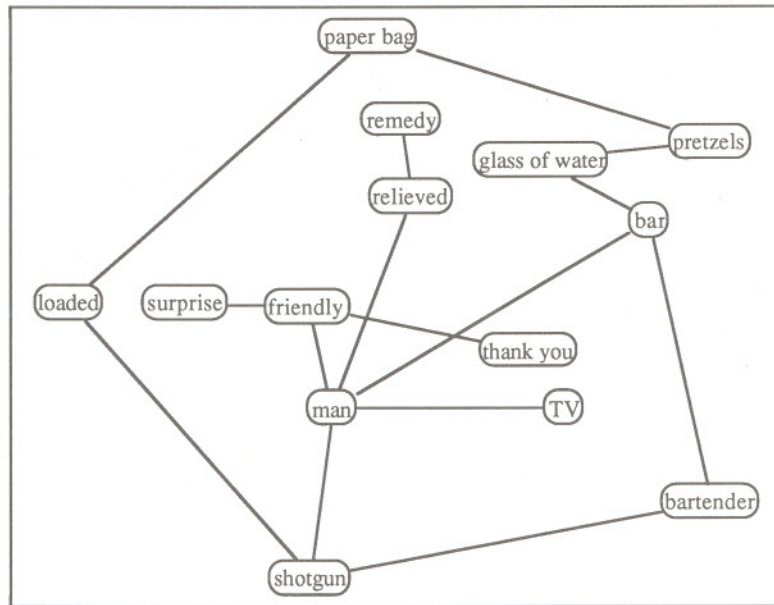 paper bag
remedy
pretzels
glass of water
relieved
bar
loaded
surprise
friendly
thank you
man
TV
bartender
shotgun